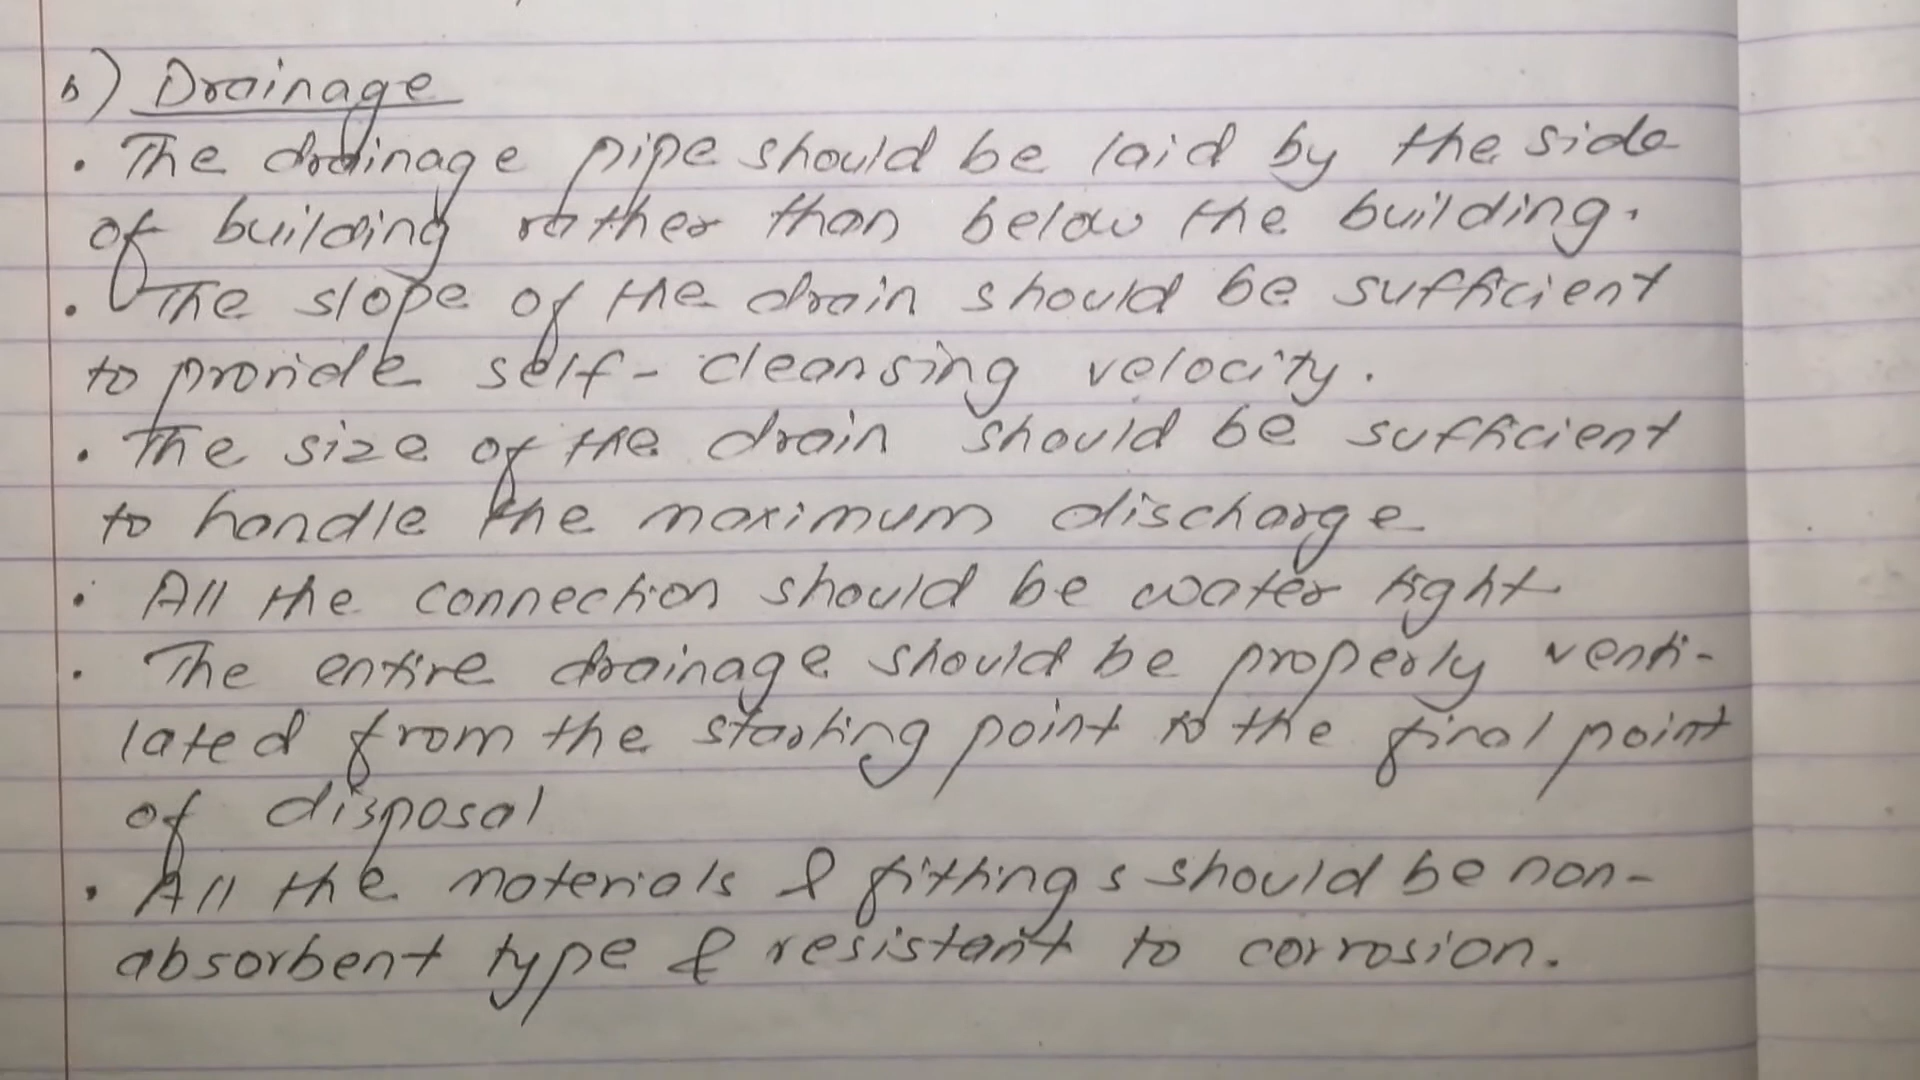 b) Drainage
. The drainage pipe should be laid by the side
of building rather than below the building.
. The slope of the drain should be sufficient
to provide self-cleansing velocity.
. The size of the drain should be sufficient
to handle the maximum discharge
. All the connection should be water tight
. The entire drainage should be properly venti-
lated from the starting point to the final point
of disposal
. All the materials & fittings should be non-
absorbent type & resistant to corrosion.